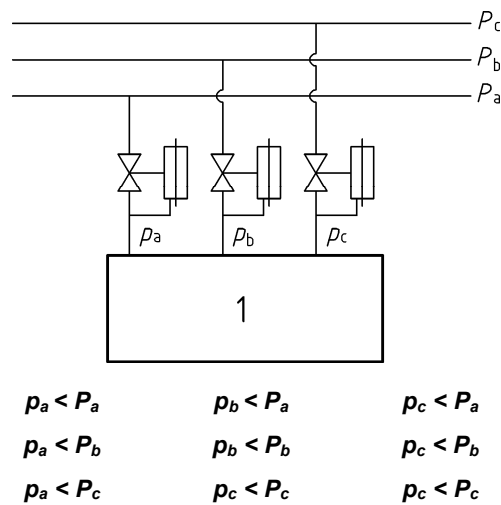 Pc
Pb
Pa
pa pb pc
1
pa < Pa pb < Pa pc < Pa
pa < Pb pb < Pb pc < Pb
pa < Pc pc < Pc pc < Pc